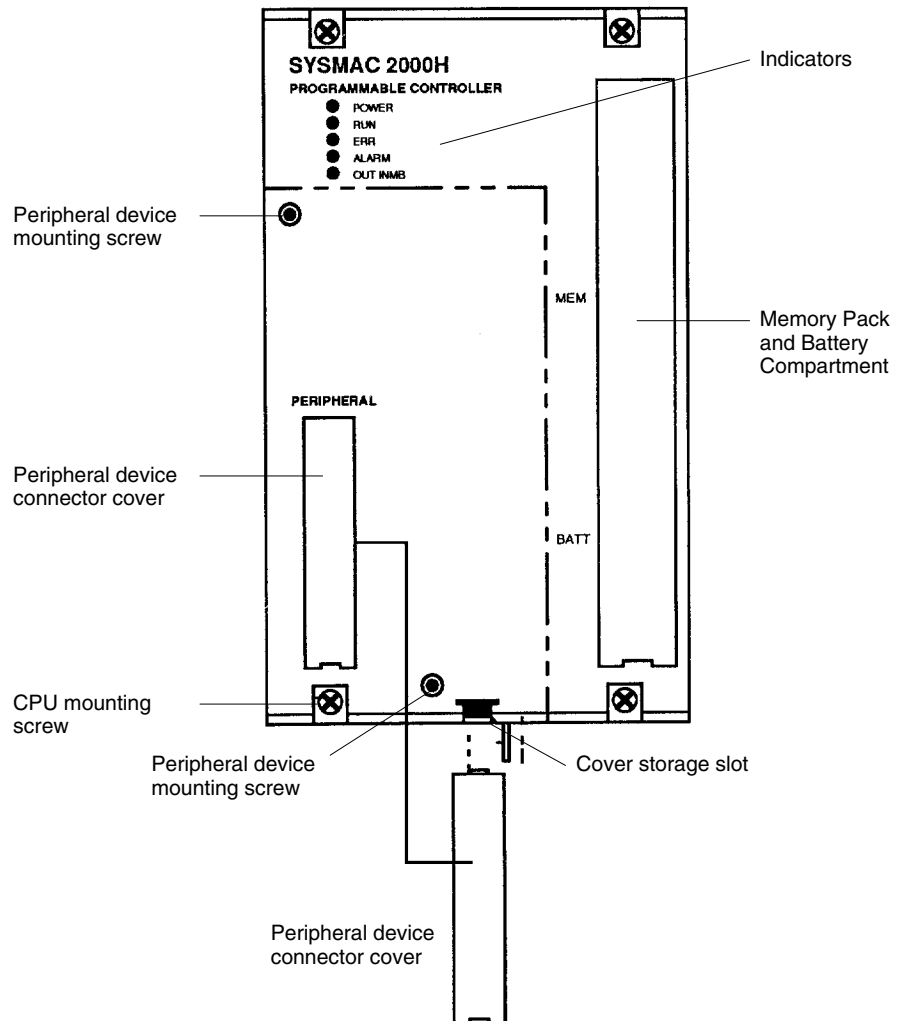 SYSMAC 2000H
PROGRAMMABLE CONTROLLER
POWER
RUN
ERR
ALARM
OUT INMB
Indicators
Peripheral device
mounting screw
MEM
Memory Pack
and Battery
Compartment
PERIPHERAL
Peripheral device
connector cover
BATT
CPU mounting
screw
Peripheral device
mounting screw
Cover storage slot
Peripheral device
connector cover